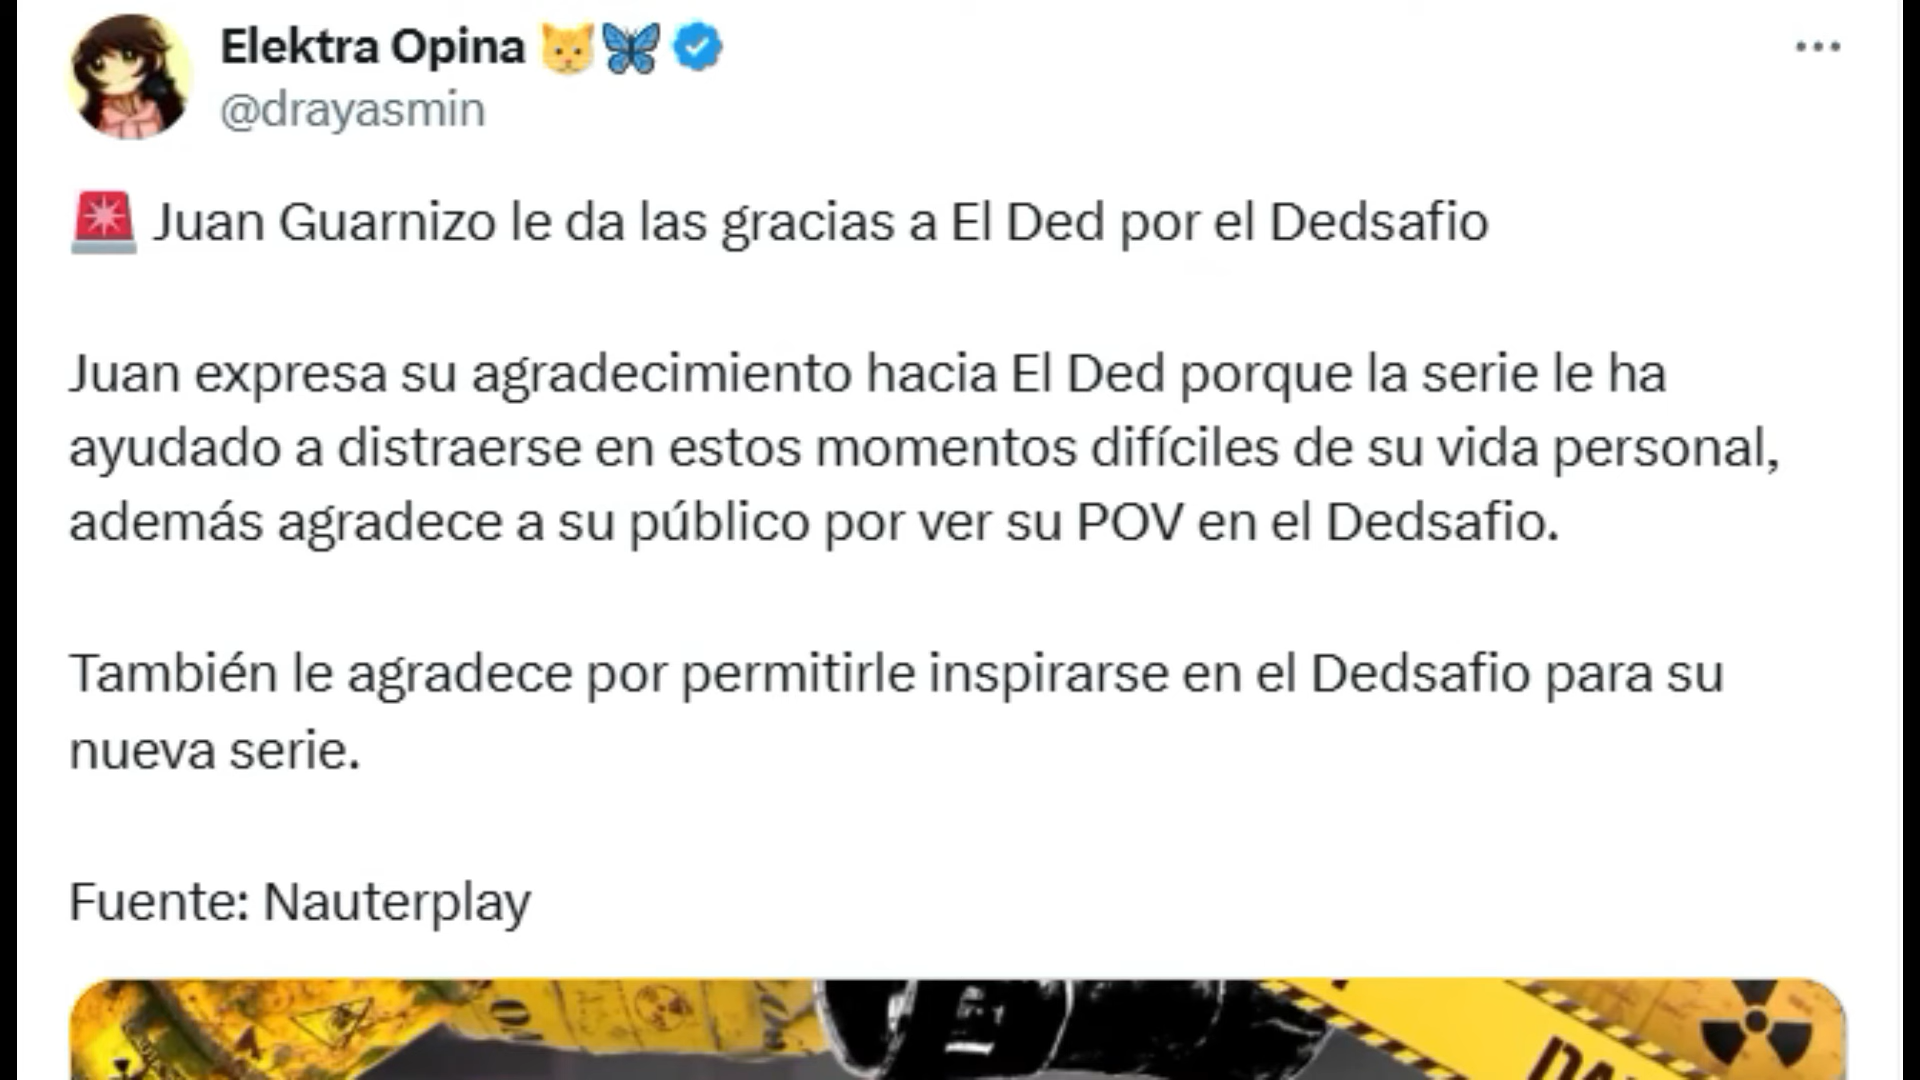 Elektra Opina 🐱🦋
@drayasmin
🚨 Juan Guarnizo le da las gracias a El Ded por el Dedsafio
Juan expresa su agradecimiento hacia El Ded porque la serie le ha
ayudado a distraerse en estos momentos difíciles de su vida personal,
además agradece a su público por ver su POV en el Dedsafio.
También le agradece por permitirle inspirarse en el Dedsafio para su
nueva serie.
Fuente: Nauterplay